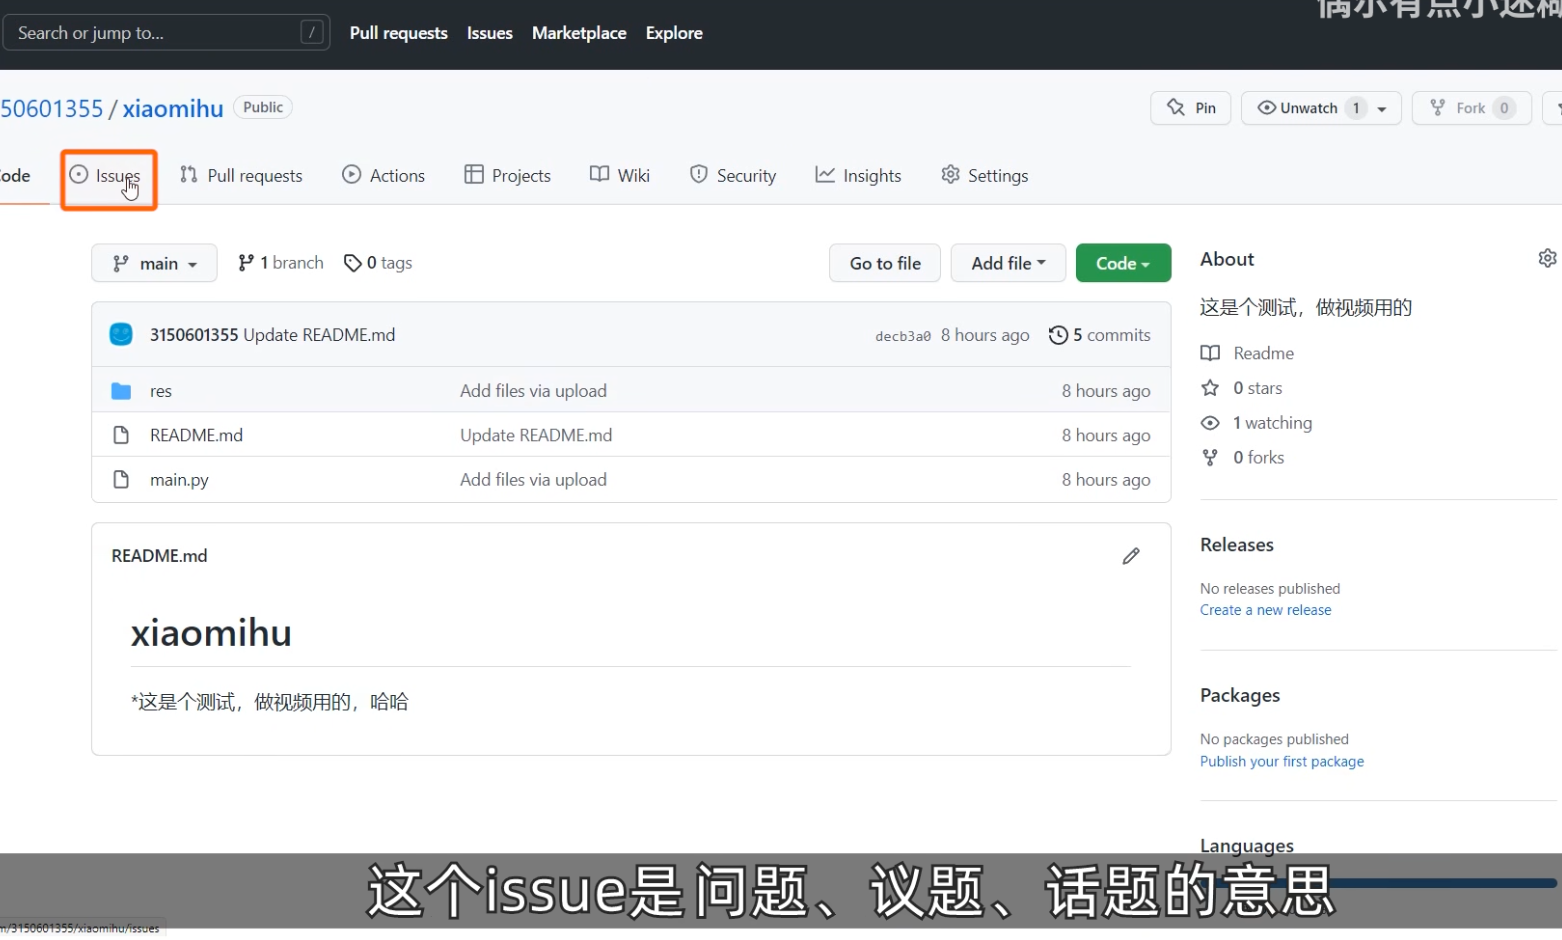 偶尔有点小迷糊
Search or jump to... / Pull requests Issues Marketplace Explore
50601355 / xiaomihu Public Pin Unwatch 1 Fork 0
ode Issues Pull requests Actions Projects Wiki Security Insights Settings
main 1 branch 0 tags Go to file Add file Code
3150601355 Update README.md decb3a0 8 hours ago 5 commits
res Add files via upload 8 hours ago
README.md Update README.md 8 hours ago
main.py Add files via upload 8 hours ago
README.md
xiaomihu
*这是个测试，做视频用的，哈哈
About
这是个测试，做视频用的
Readme
0 stars
1 watching
0 forks
Releases
No releases published
Create a new release
Packages
No packages published
Publish your first package
Languages
这个issue是问题、议题、话题的意思
m/3150601355/xiaomihu/issues